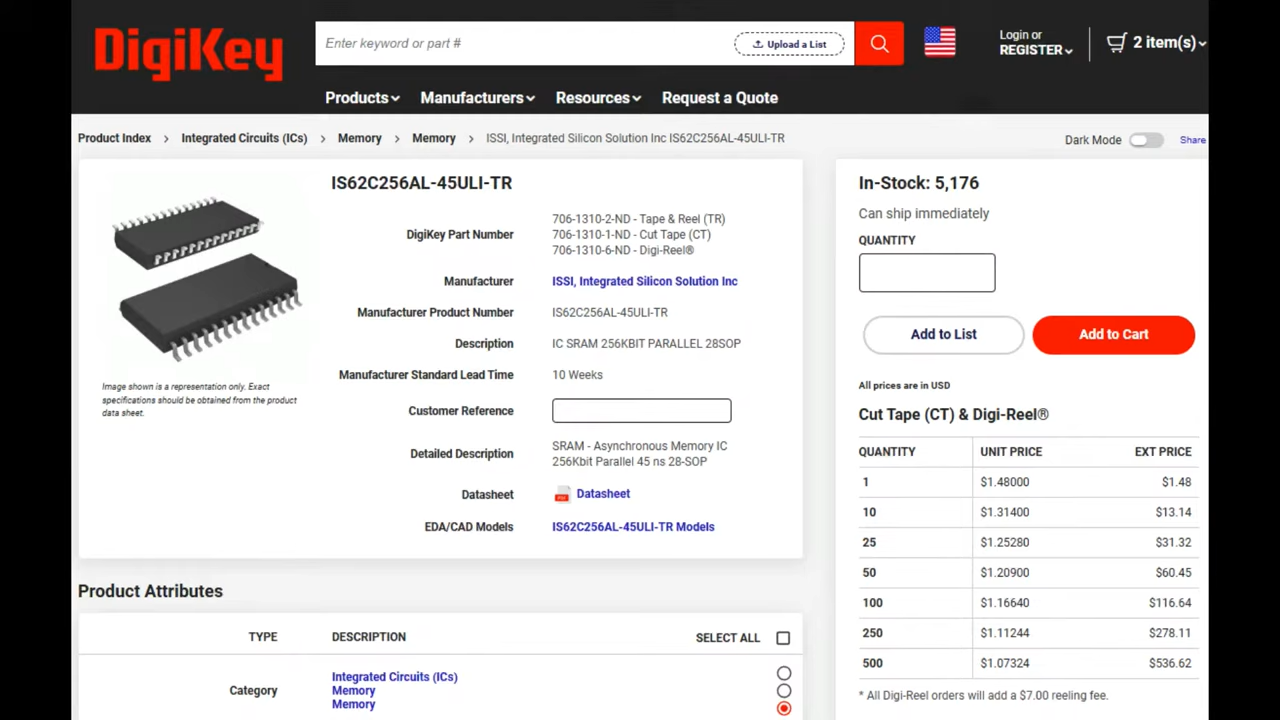 DigiKey
Enter keyword or part #
Upload a List
Login or
REGISTER
2 item(s)
Products
Manufacturers
Resources
Request a Quote
Product Index > Integrated Circuits (ICs) > Memory > Memory > ISSI, Integrated Silicon Solution Inc IS62C256AL-45ULI-TR
Dark Mode
Share
Image shown is a representation only. Exact
specifications should be obtained from the product
data sheet.
IS62C256AL-45ULI-TR
DigiKey Part Number
706-1310-2-ND - Tape & Reel (TR)
706-1310-1-ND - Cut Tape (CT)
706-1310-6-ND - Digi-Reel®
Manufacturer ISSI, Integrated Silicon Solution Inc
Manufacturer Product Number IS62C256AL-45ULI-TR
Description IC SRAM 256KBIT PARALLEL 28SOP
Manufacturer Standard Lead Time 10 Weeks
Customer Reference
Detailed Description
SRAM - Asynchronous Memory IC
256Kbit Parallel 45 ns 28-SOP
Datasheet PDF Datasheet
EDA/CAD Models IS62C256AL-45ULI-TR Models
Product Attributes
TYPE DESCRIPTION SELECT ALL
Category
Integrated Circuits (ICs)
Memory
Memory
In-Stock: 5,176
Can ship immediately
QUANTITY
Add to List
Add to Cart
All prices are in USD
Cut Tape (CT) & Digi-Reel®
QUANTITY UNIT PRICE EXT PRICE
1 $1.48000 $1.48
10 $1.31400 $13.14
25 $1.25280 $31.32
50 $1.20900 $60.45
100 $1.16640 $116.64
250 $1.11244 $278.11
500 $1.07324 $536.62
* All Digi-Reel orders will add a $7.00 reeling fee.